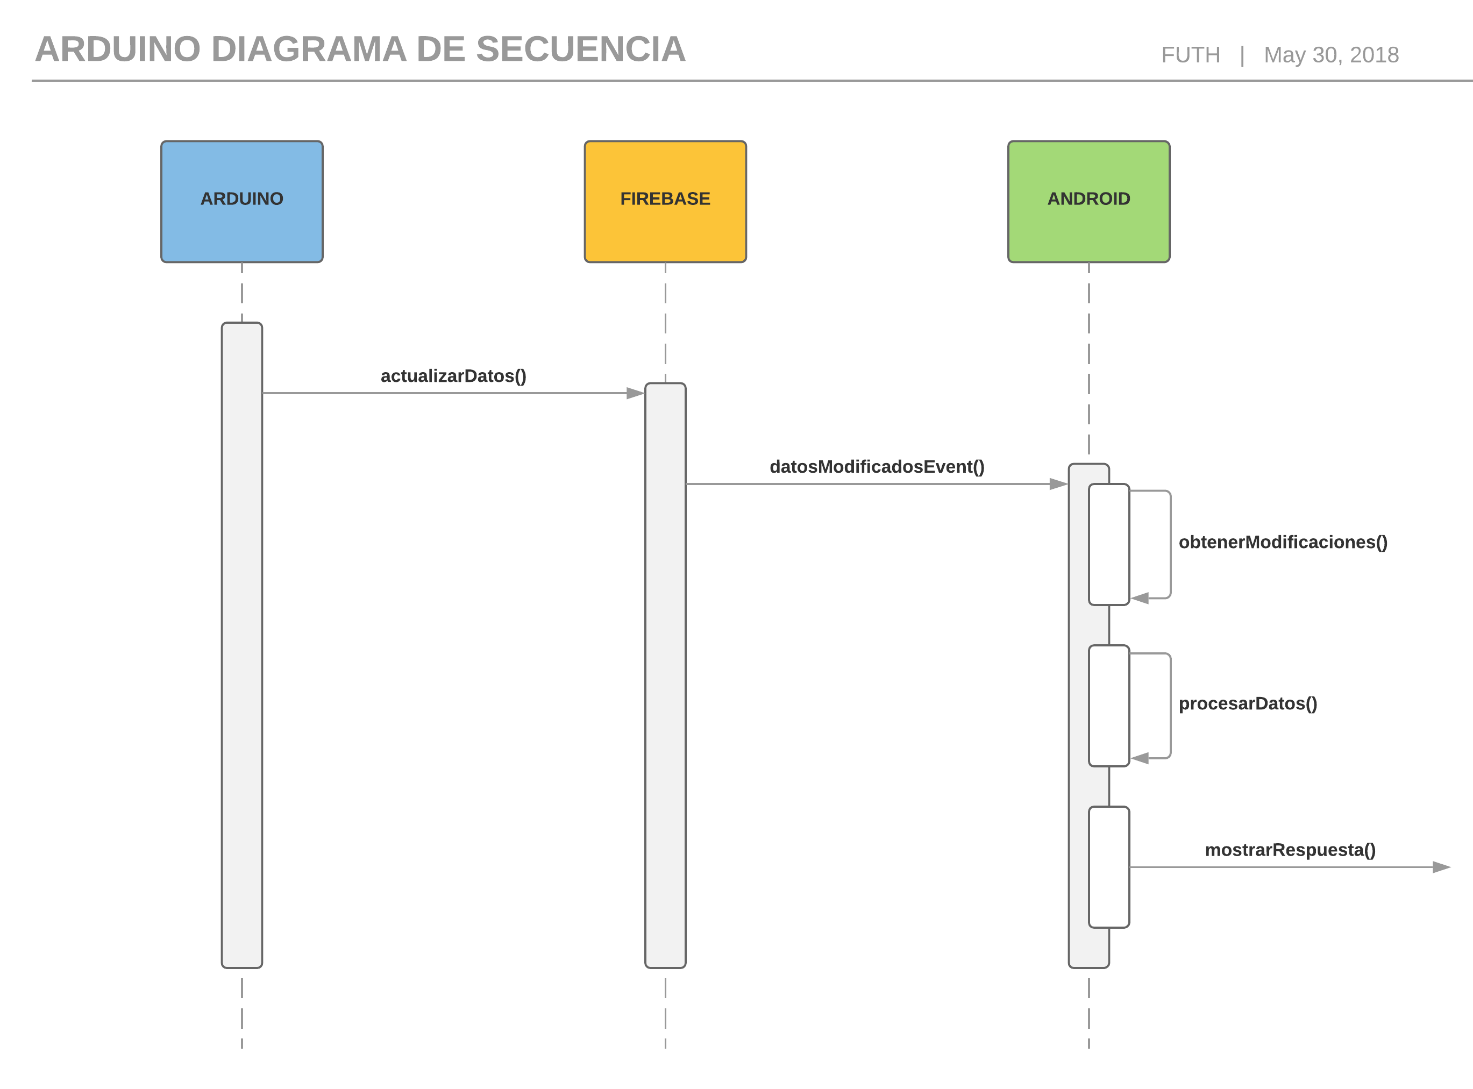 ARDUINO DIAGRAMA DE SECUENCIA
FUTH | May 30, 2018
ARDUINO
FIREBASE
ANDROID
actualizarDatos()
datosModificadosEvent()
obtenerModificaciones()
procesarDatos()
mostrarRespuesta()